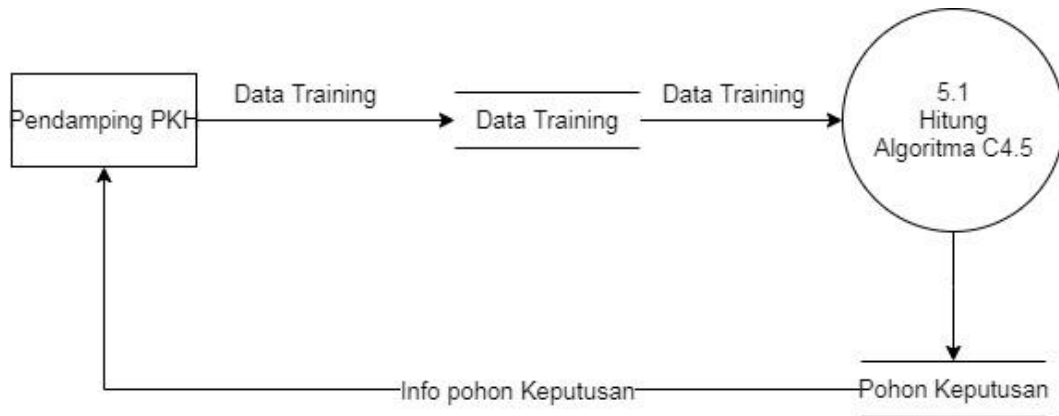 Pendamping PKH
Data Training
Data Training
Data Training
5.1
Hitung
Algoritma C4.5
Info pohon Keputusan
Pohon Keputusan